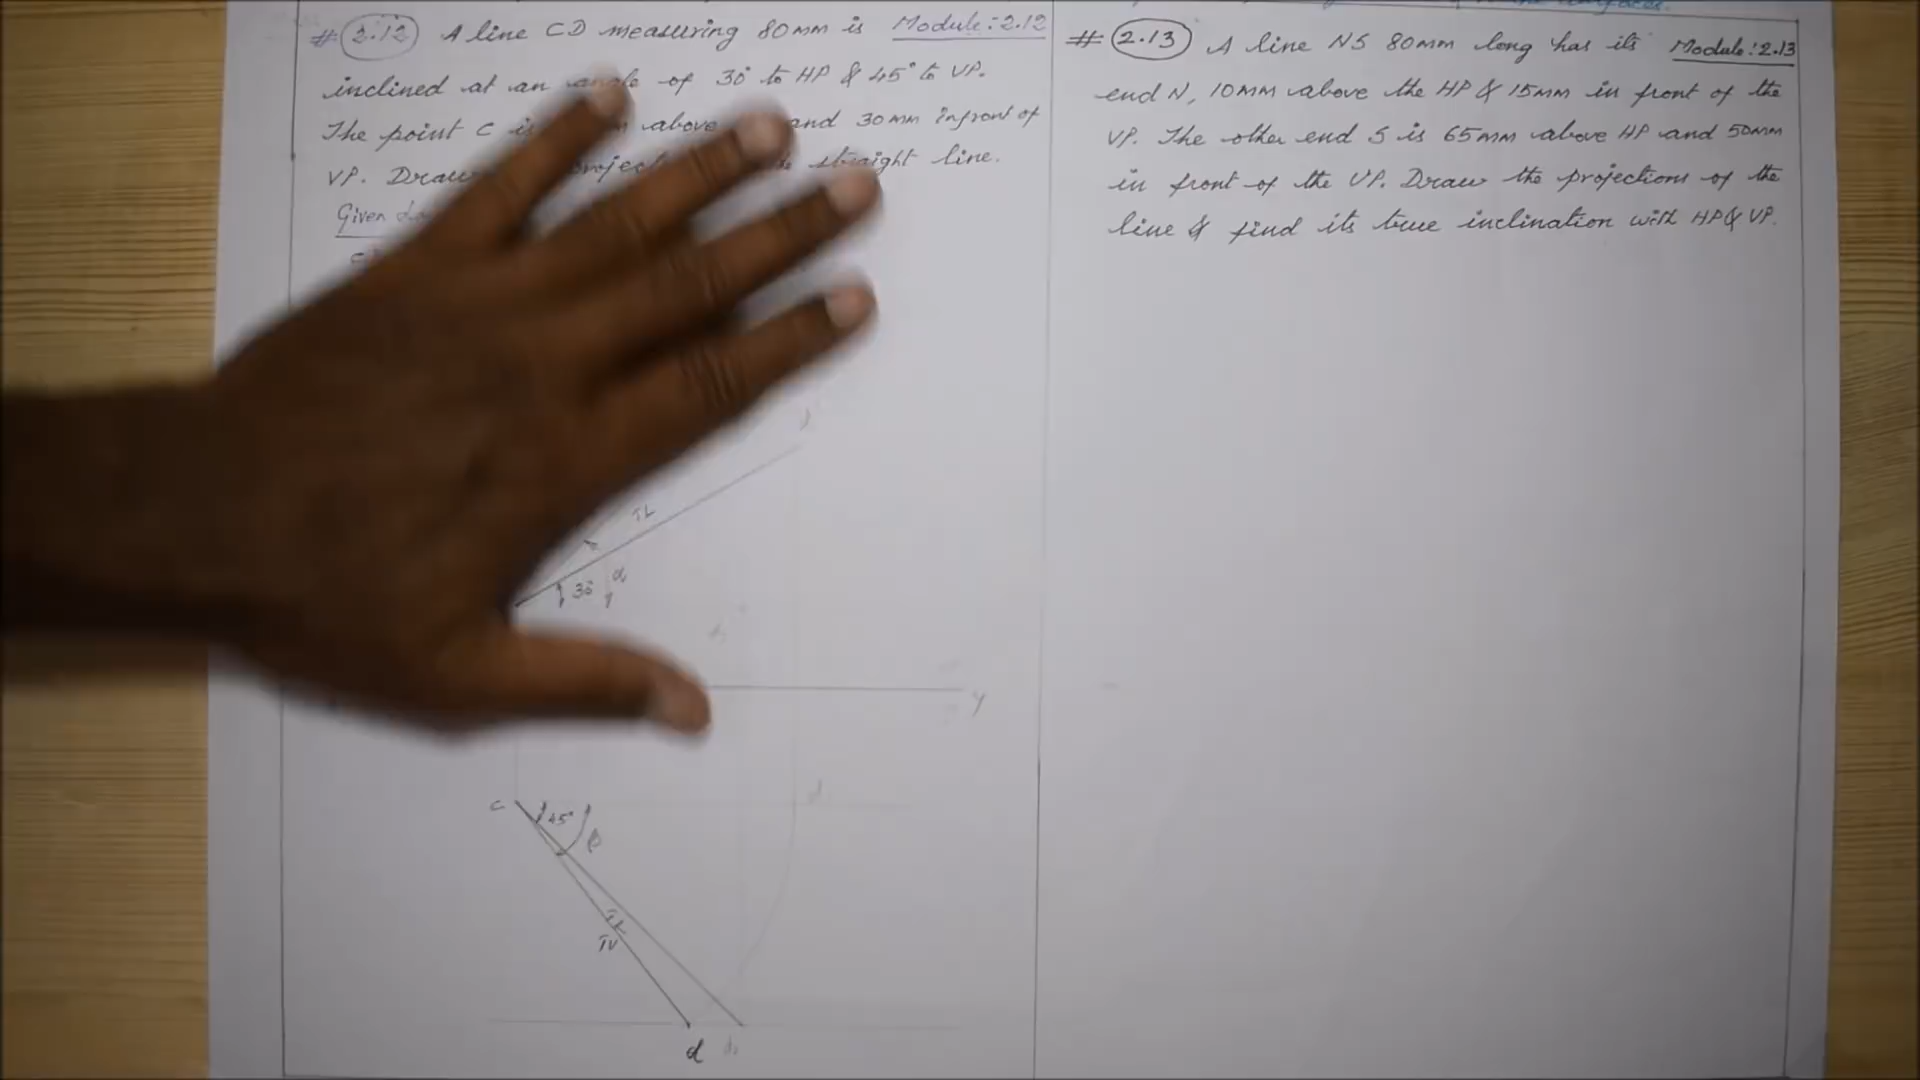 # 2.12 A line CD measuring 80mm is Module:2.12
inclined at an angle of 30° to HP & 45° to VP.
The point C is above and 30mm infront of
VP. Draw straight line.
Given
TL
30° α
y
c 45° β
TL
TV
d d₁
# 2.13 A line NS 80mm long has its Module:2.13
end N, 10mm above the HP & 15mm in front of the
VP. The other end S is 65mm above HP and 50mm
in front of the VP. Draw the projections of the
line & find its true inclination with HP & VP.